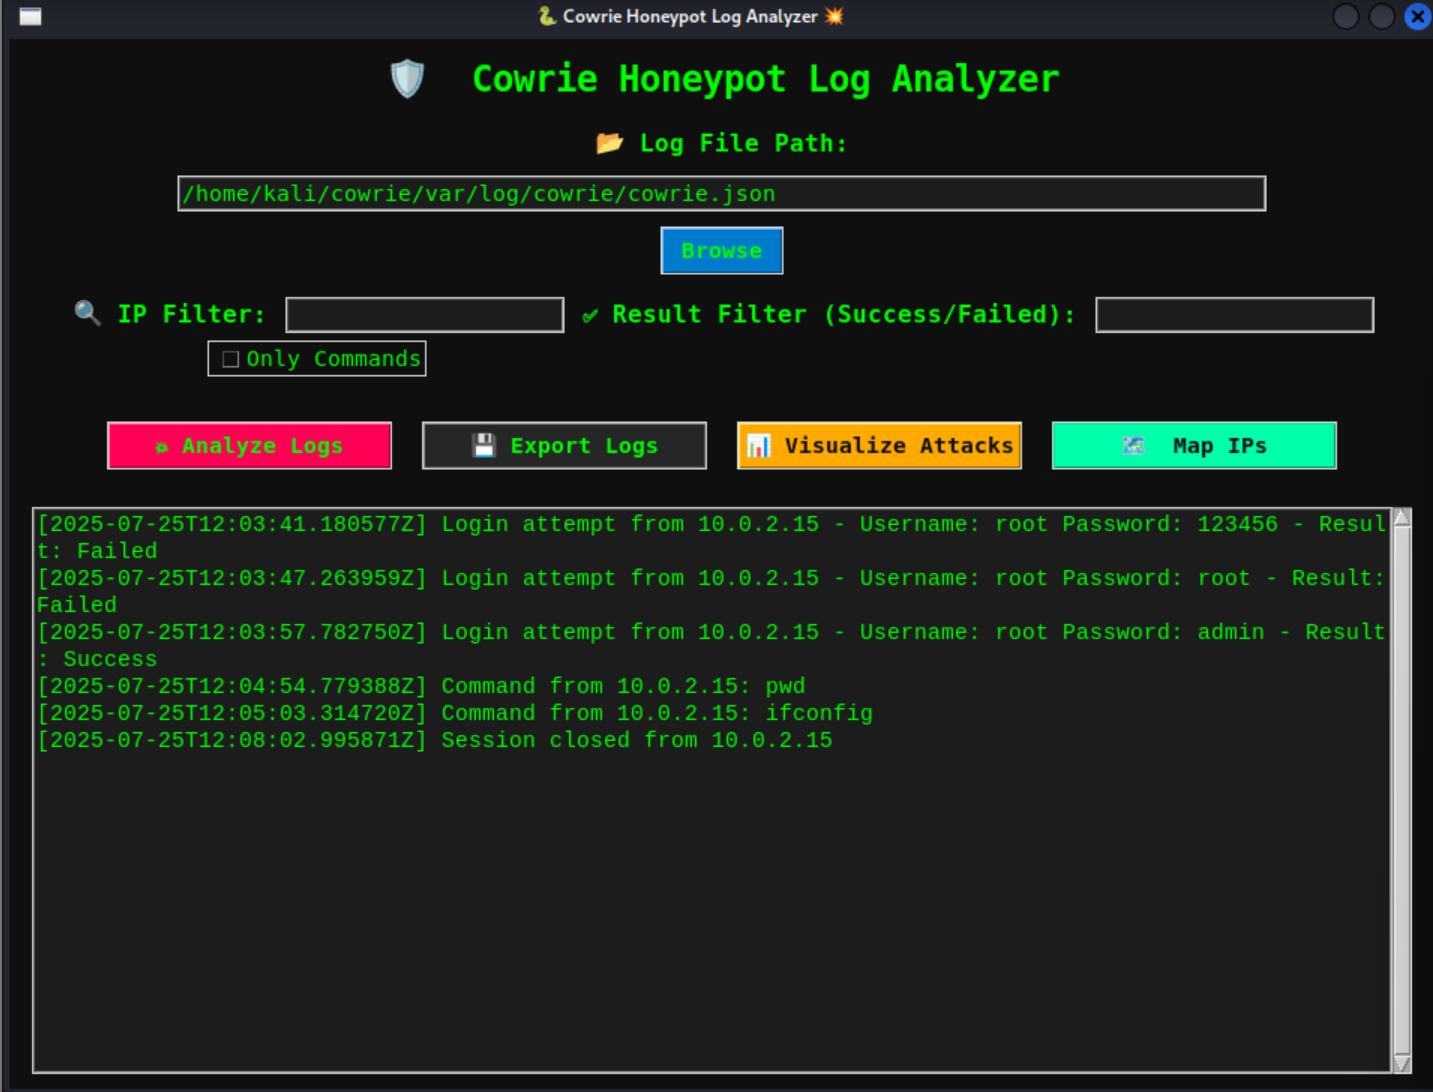 🐍 Cowrie Honeypot Log Analyzer 💥
🛡️ Cowrie Honeypot Log Analyzer
📂 Log File Path:
/home/kali/cowrie/var/log/cowrie/cowrie.json
Browse
🔍 IP Filter: ✅ Result Filter (Success/Failed):
Only Commands
💥 Analyze Logs 💾 Export Logs 📊 Visualize Attacks 🗺️ Map IPs
[2025-07-25T12:03:41.180577Z] Login attempt from 10.0.2.15 - Username: root Password: 123456 - Resul
t: Failed
[2025-07-25T12:03:47.263959Z] Login attempt from 10.0.2.15 - Username: root Password: root - Result:
Failed
[2025-07-25T12:03:57.782750Z] Login attempt from 10.0.2.15 - Username: root Password: admin - Result
: Success
[2025-07-25T12:04:54.779388Z] Command from 10.0.2.15: pwd
[2025-07-25T12:05:03.314720Z] Command from 10.0.2.15: ifconfig
[2025-07-25T12:08:02.995871Z] Session closed from 10.0.2.15